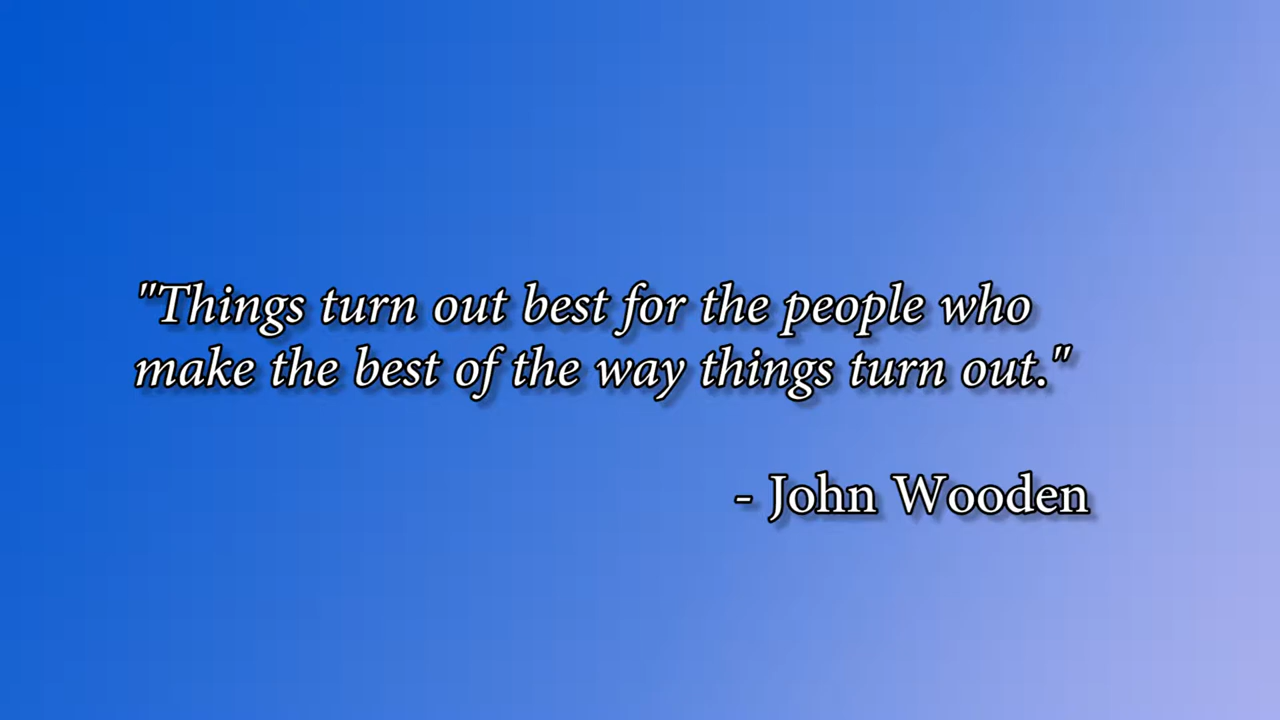 "Things turn out best for the people who
make the best of the way things turn out."
- John Wooden